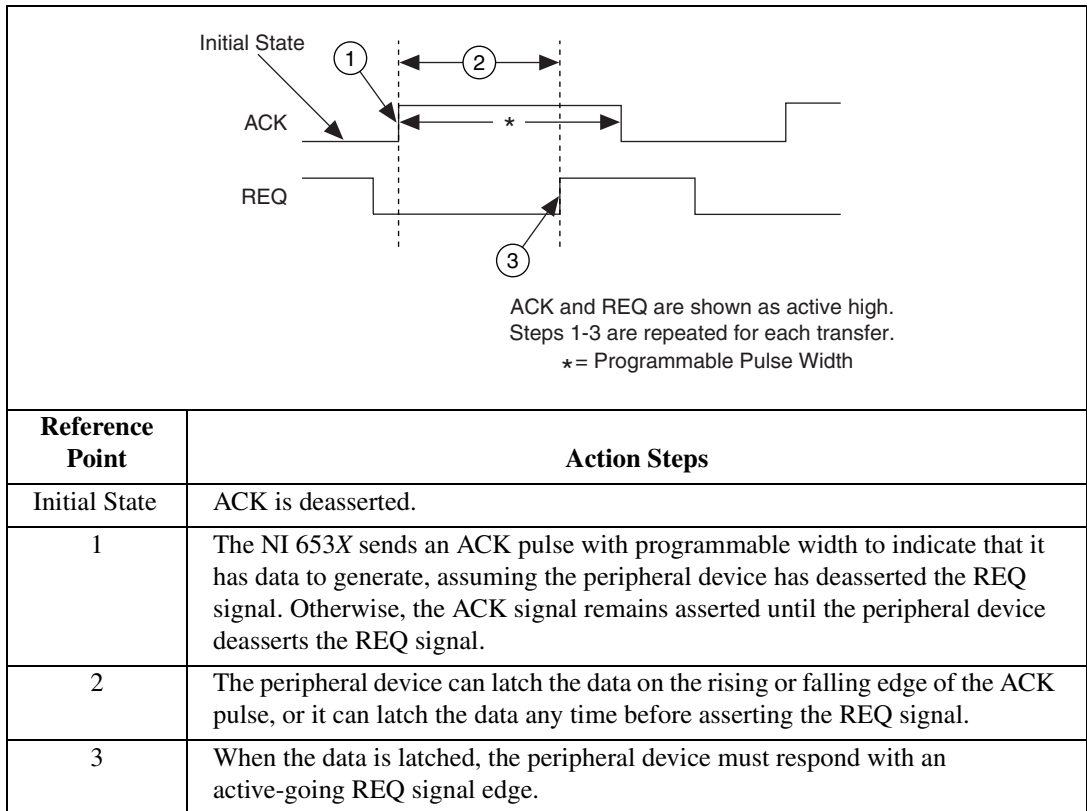 Initial State
1
2
ACK
*
REQ
3
ACK and REQ are shown as active high.
Steps 1-3 are repeated for each transfer.
*= Programmable Pulse Width
Reference
Point
Action Steps
Initial State
ACK is deasserted.
1
The NI 653X sends an ACK pulse with programmable width to indicate that it
has data to generate, assuming the peripheral device has deasserted the REQ
signal. Otherwise, the ACK signal remains asserted until the peripheral device
deasserts the REQ signal.
2
The peripheral device can latch the data on the rising or falling edge of the ACK
pulse, or it can latch the data any time before asserting the REQ signal.
3
When the data is latched, the peripheral device must respond with an
active-going REQ signal edge.